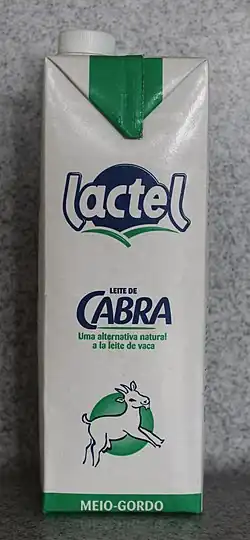 lactel
LEITE DE
CABRA
Uma alternativa natural
a la leite de vaca
MEIO-GORDO